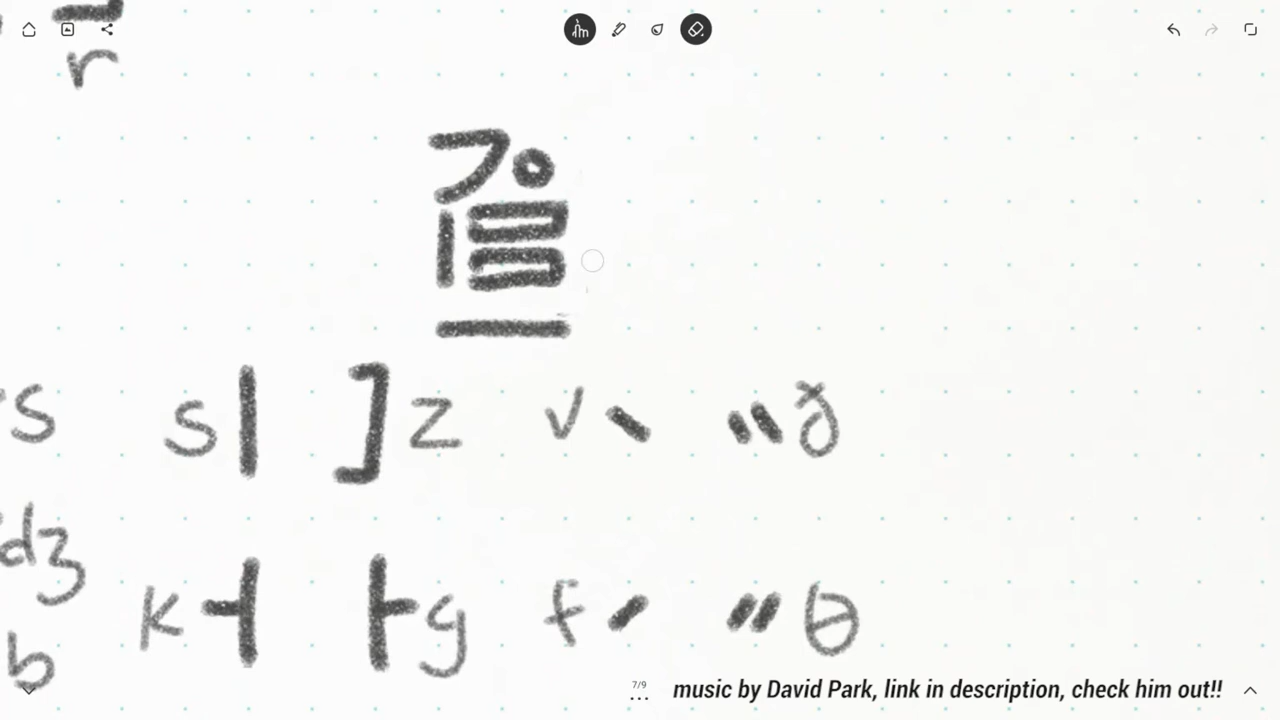 r
s s z v ð
dʒ k g f θ
b
7/9
music by David Park, link in description, check him out!!